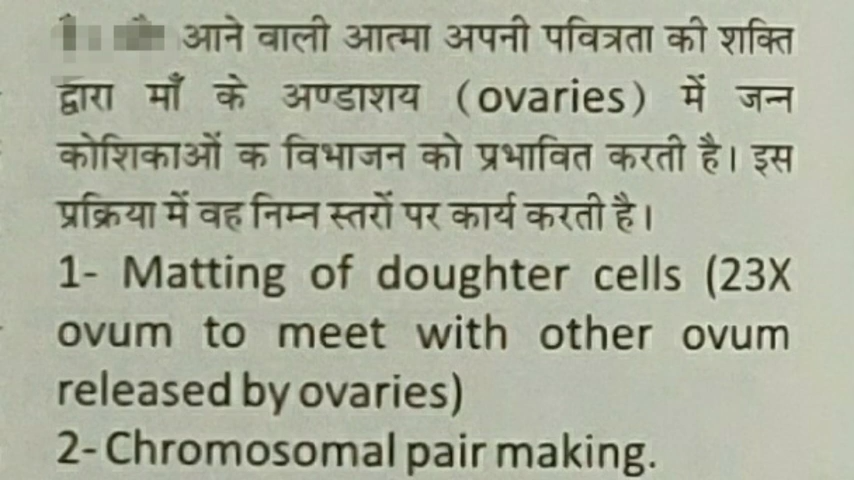 आने वाली आत्मा अपनी पवित्रता की शक्ति
द्वारा माँ के अण्डाशय (ovaries) में जन्न
कोशिकाओं क विभाजन को प्रभावित करती है। इस
प्रक्रिया में वह निम्न स्तरों पर कार्य करती है।
1- Matting of doughter cells (23X
ovum to meet with other ovum
released by ovaries)
2- Chromosomal pair making.